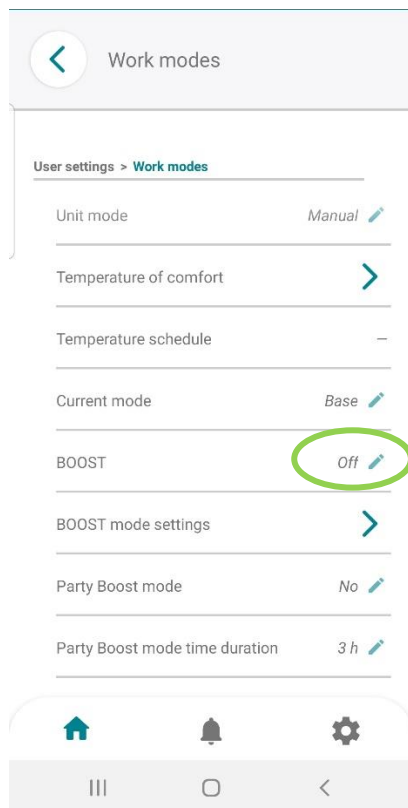 Work modes
User settings > Work modes
Unit mode Manual
Temperature of comfort
Temperature schedule –
Current mode Base
BOOST Off
BOOST mode settings
Party Boost mode No
Party Boost mode time duration 3 h